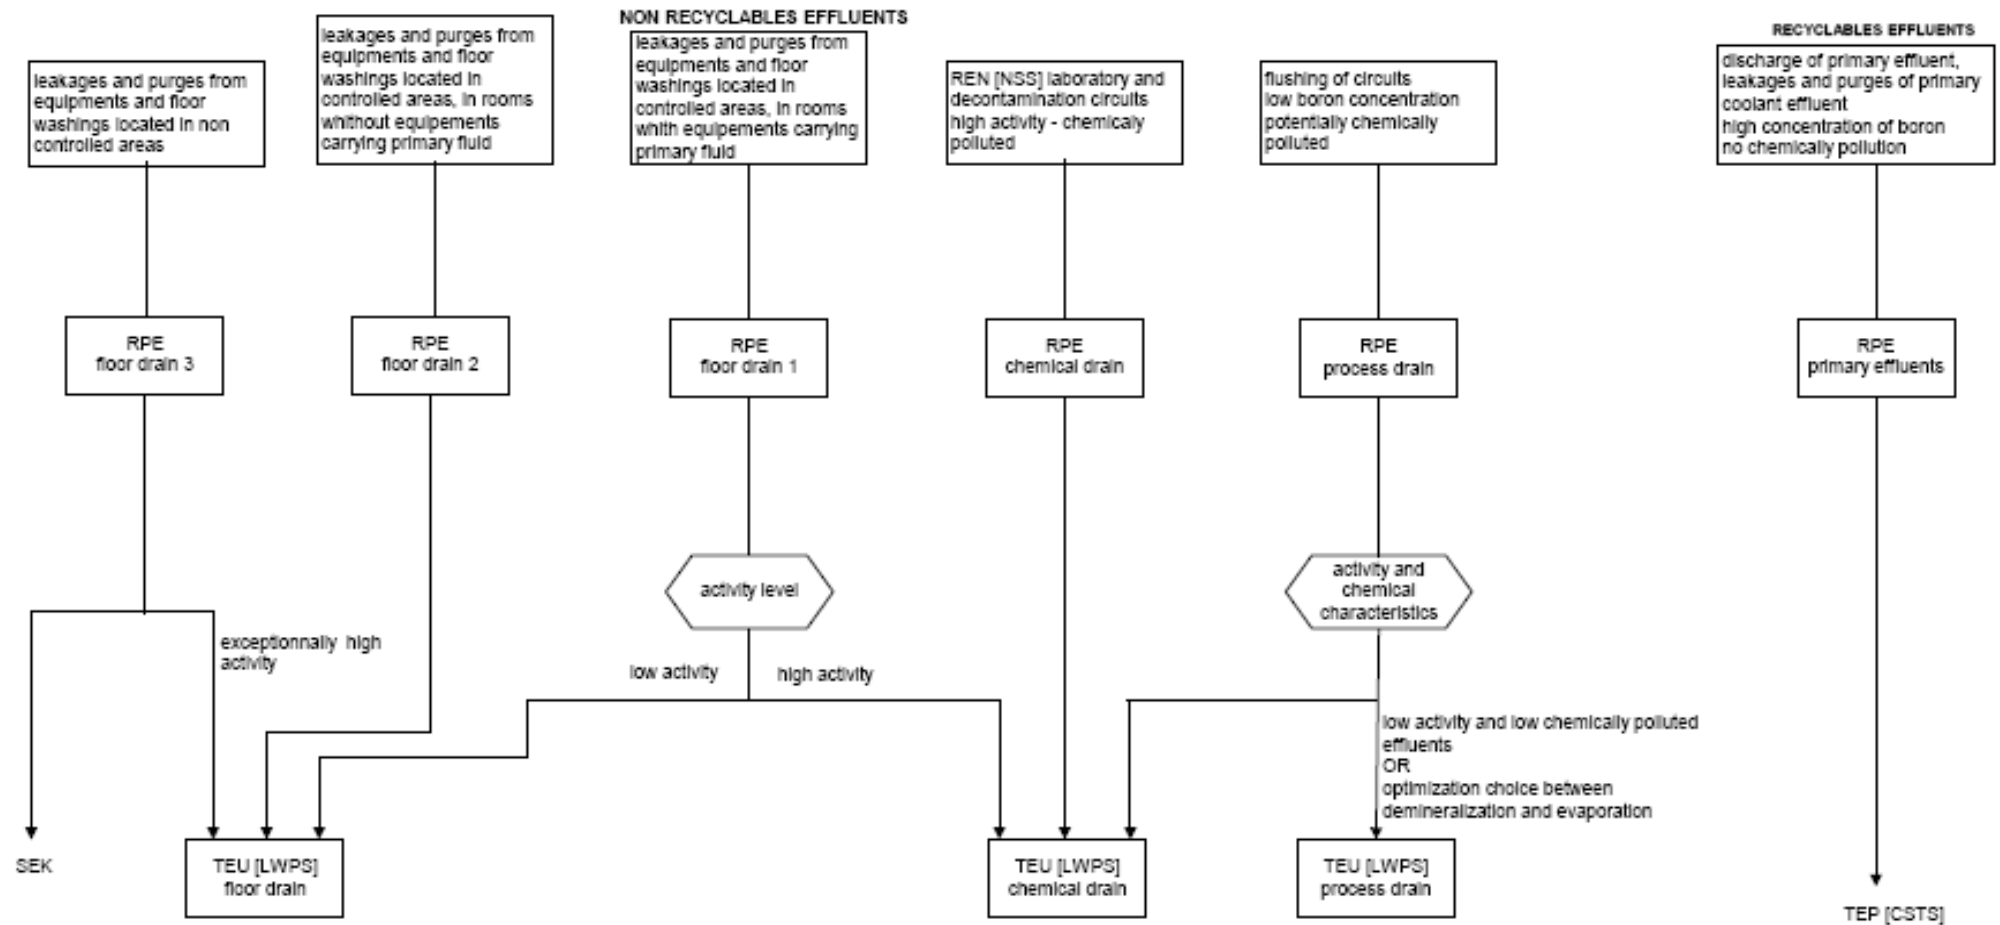 NON RECYCLABLES EFFLUENTS
RECYCLABLES EFFLUENTS
leakages and purges from
equipments and floor
washings located in non
controlled areas
leakages and purges from
equipments and floor
washings located in
controlled areas, in rooms
whithout equipements
carrying primary fluid
leakages and purges from
equipments and floor
washings located in
controlled areas, in rooms
whith equipements carrying
primary fluid
REN [NSS] laboratory and
decontamination circuits
high activity - chemicaly
polluted
flushing of circuits
low boron concentration
potentially chemically
polluted
discharge of primary effluent,
leakages and purges of primary
coolant effluent
high concentration of boron
no chemically pollution
RPE
floor drain 3
RPE
floor drain 2
RPE
floor drain 1
RPE
chemical drain
RPE
process drain
RPE
primary effluents
activity level
activity and
chemical
characteristics
exceptionnally high
activity
low activity
high activity
low activity and low chemically polluted
effluents
OR
optimization choice between
demineralization and evaporation
SEK
TEU [LWPS]
floor drain
TEU [LWPS]
chemical drain
TEU [LWPS]
process drain
TEP [CSTS]